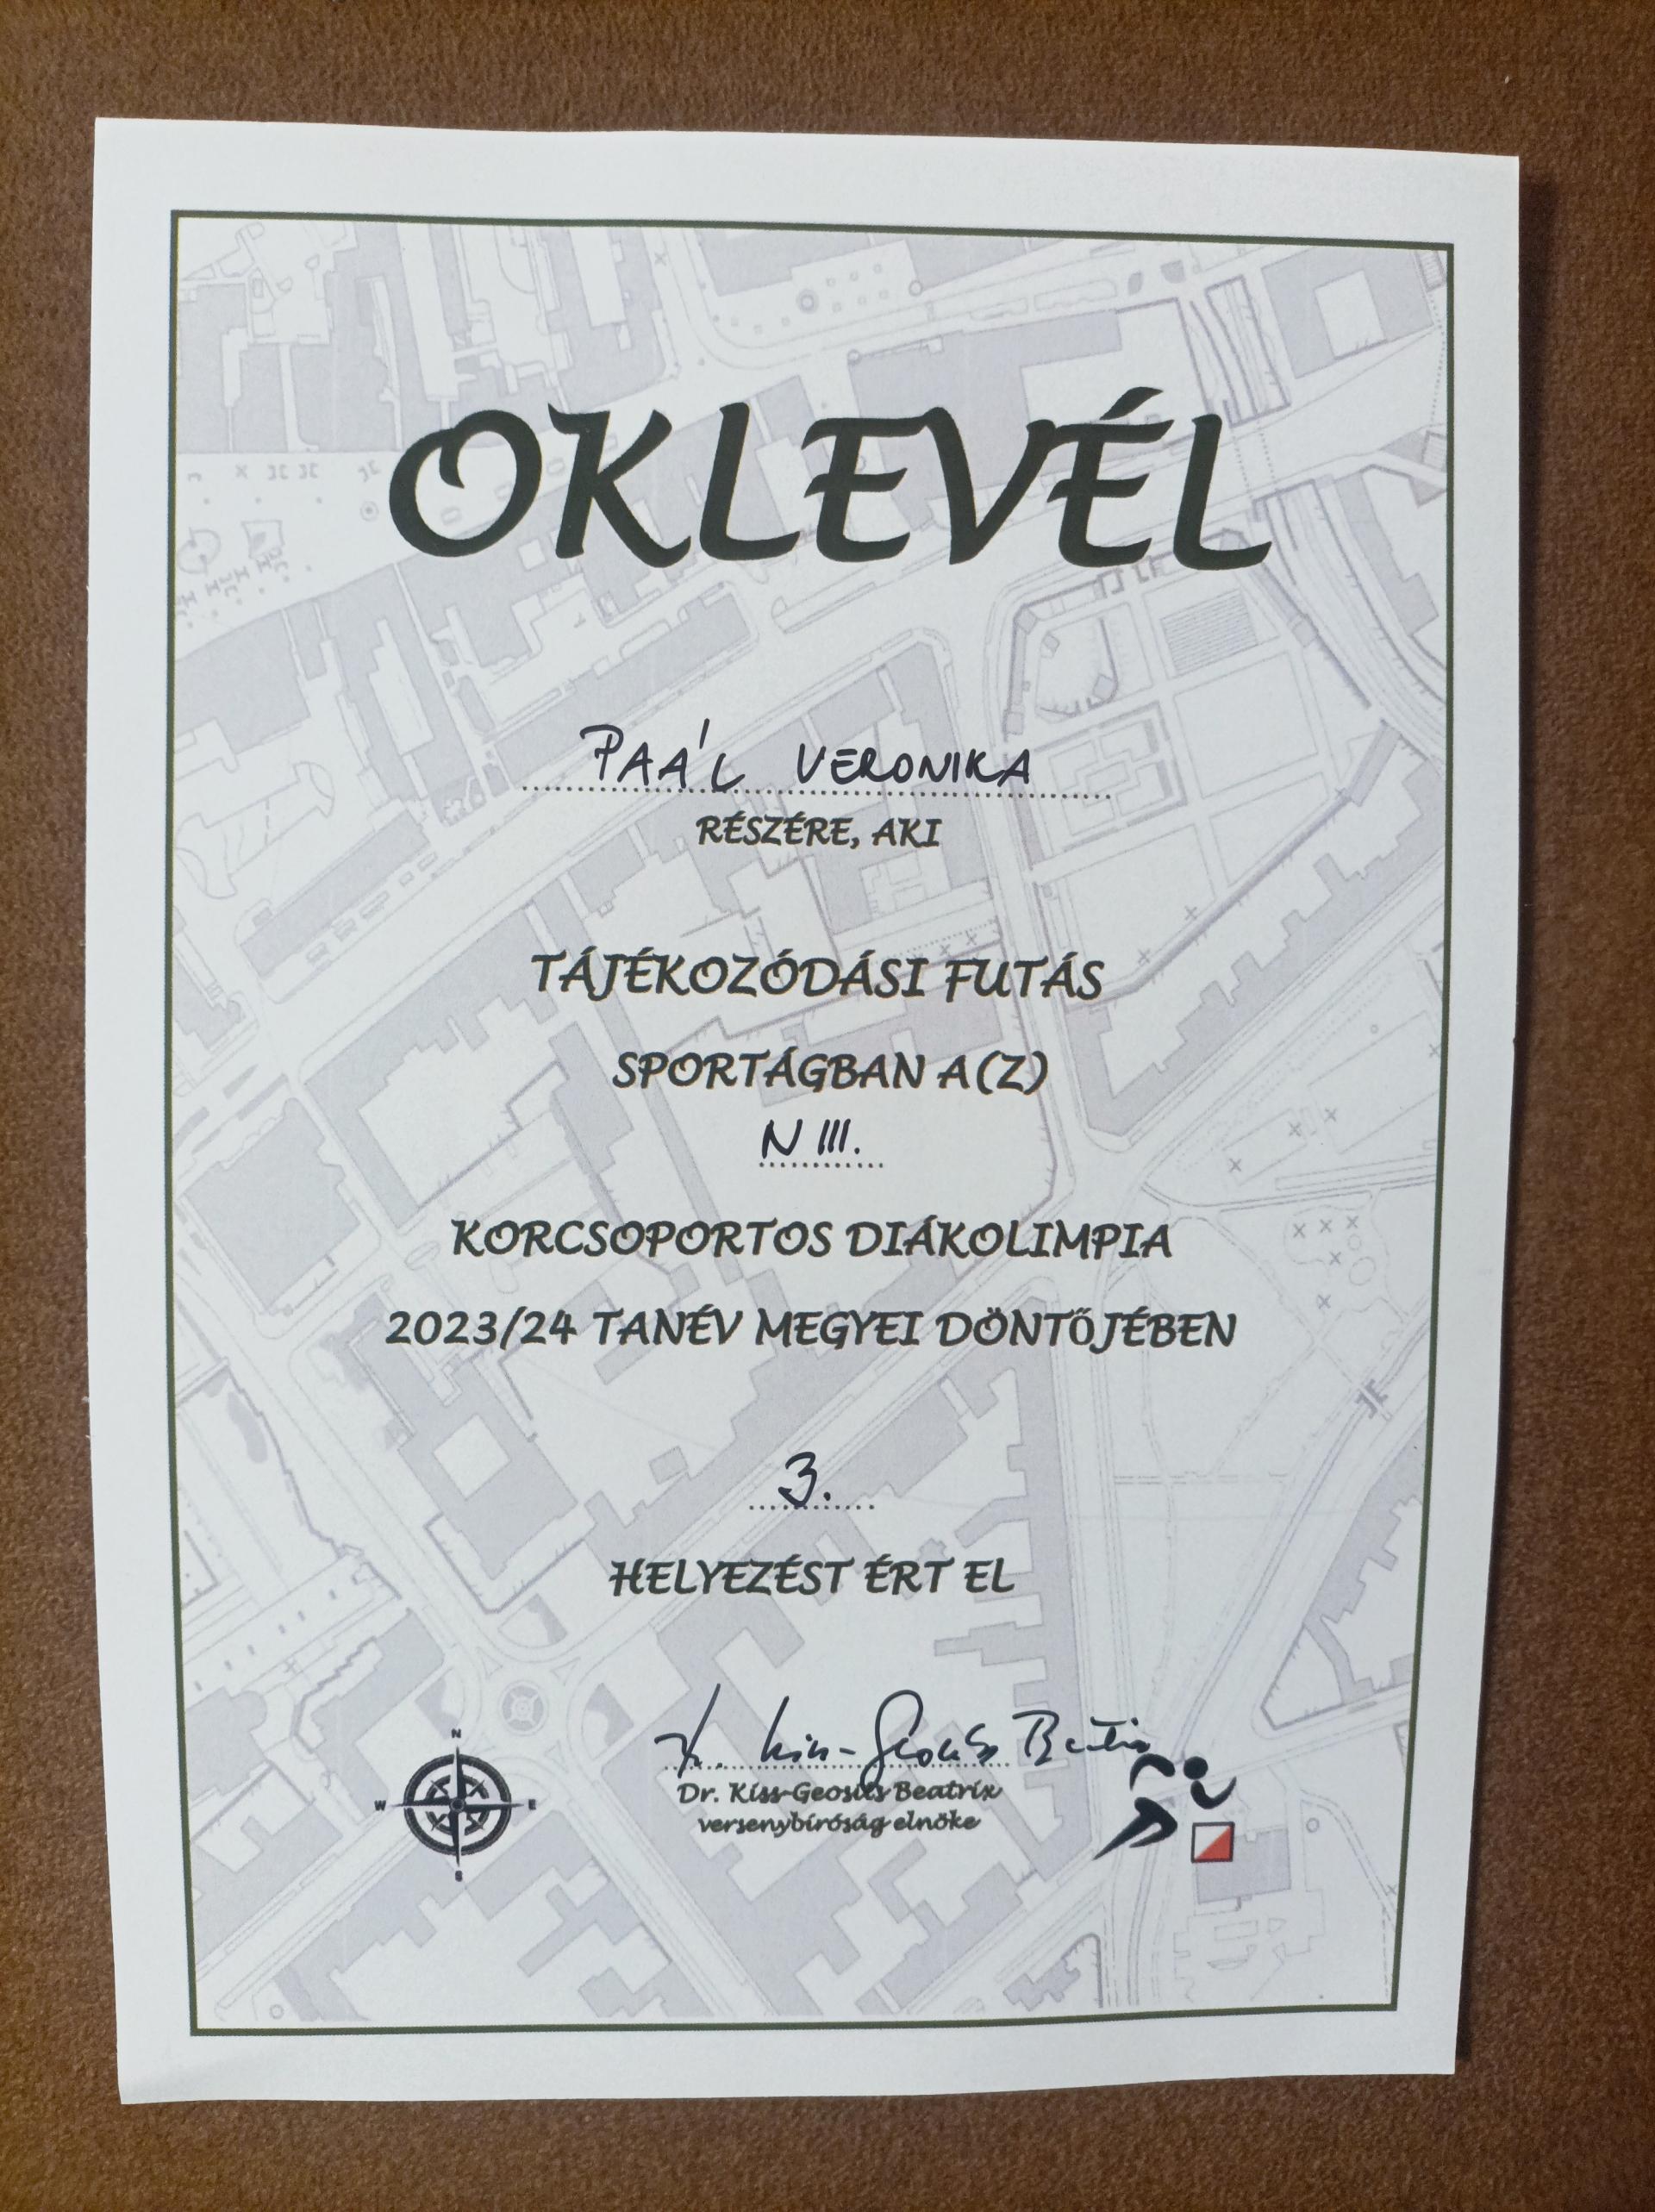 OKLEVÉL
PAÁL VERONIKA
RÉSZÉRE, AKI
TÁJÉKOZÓDÁSI FUTÁS
SPORTÁGBAN A(Z)
N III.
KORCSOPORTOS DIÁKOLIMPIA
2023/24 TANÉV MEGYEI DÖNTŐJÉBEN
3.
HELYEZÉST ÉRT EL
Dr. Kiss-Geosits Beatrix
versenybíróság elnöke
N
W E
S